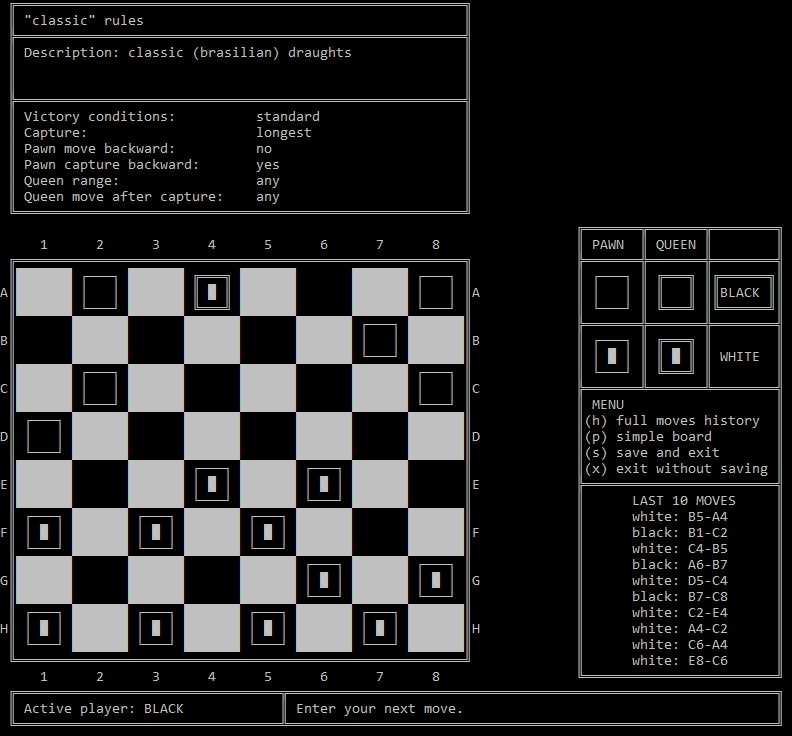 "classic" rules
Description: classic (brasilian) draughts
Victory conditions: standard
Capture: longest
Pawn move backward: no
Pawn capture backward: yes
Queen range: any
Queen move after capture: any
1 2 3 4 5 6 7 8
A A
B B
C C
D D
E E
F F
G G
H H
1 2 3 4 5 6 7 8
PAWN QUEEN
BLACK
WHITE
MENU
(h) full moves history
(p) simple board
(s) save and exit
(x) exit without saving
LAST 10 MOVES
white: B5-A4
black: B1-C2
white: C4-B5
black: A6-B7
white: D5-C4
black: B7-C8
white: C2-E4
white: A4-C2
white: C6-A4
white: E8-C6
Active player: BLACK
Enter your next move.